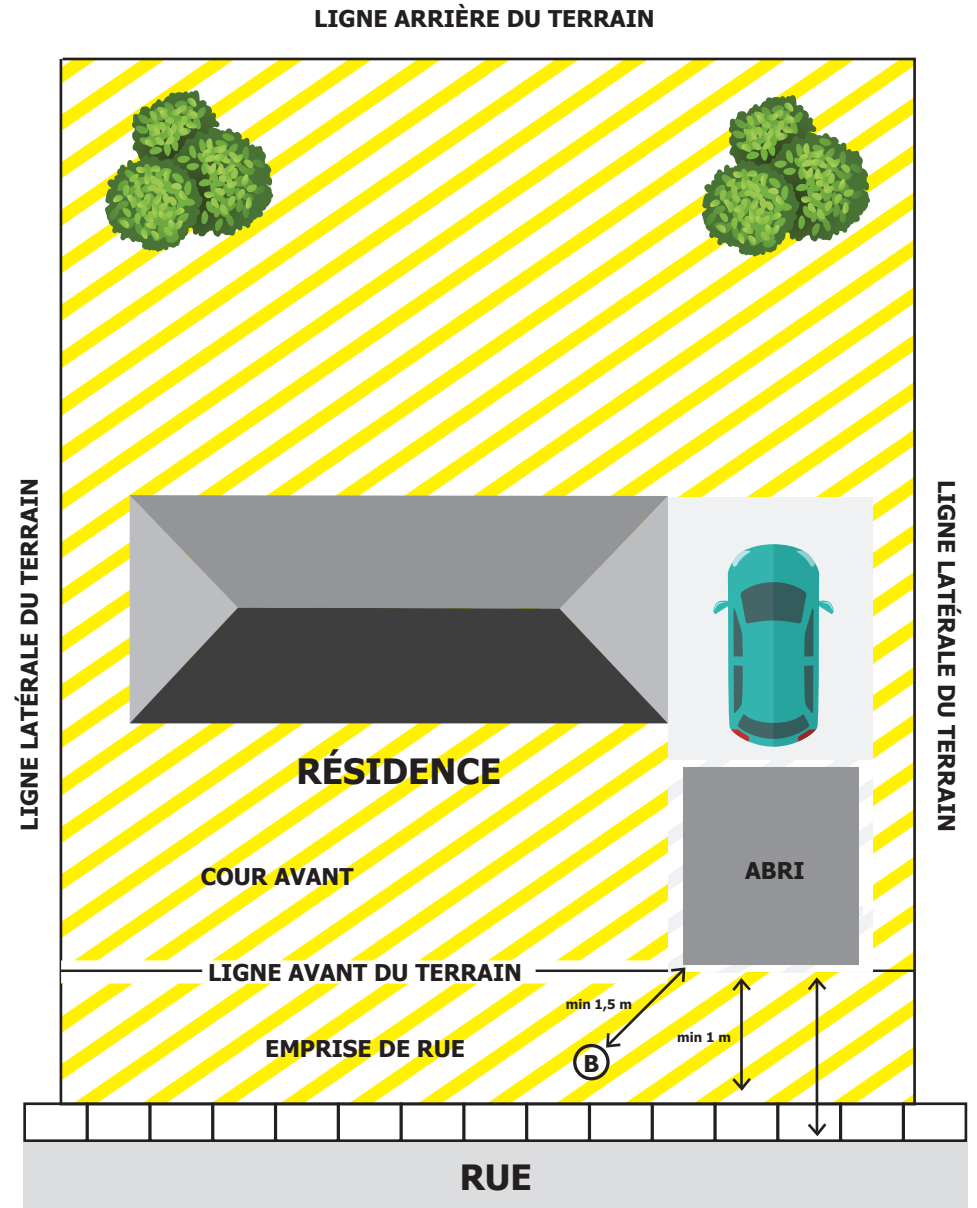 LIGNE ARRIÈRE DU TERRAIN
LIGNE LATÉRALE DU TERRAIN
LIGNE LATÉRALE DU TERRAIN
RÉSIDENCE
COUR AVANT
ABRI
LIGNE AVANT DU TERRAIN
min 1,5 m
min 1 m
EMPRISE DE RUE
B
RUE